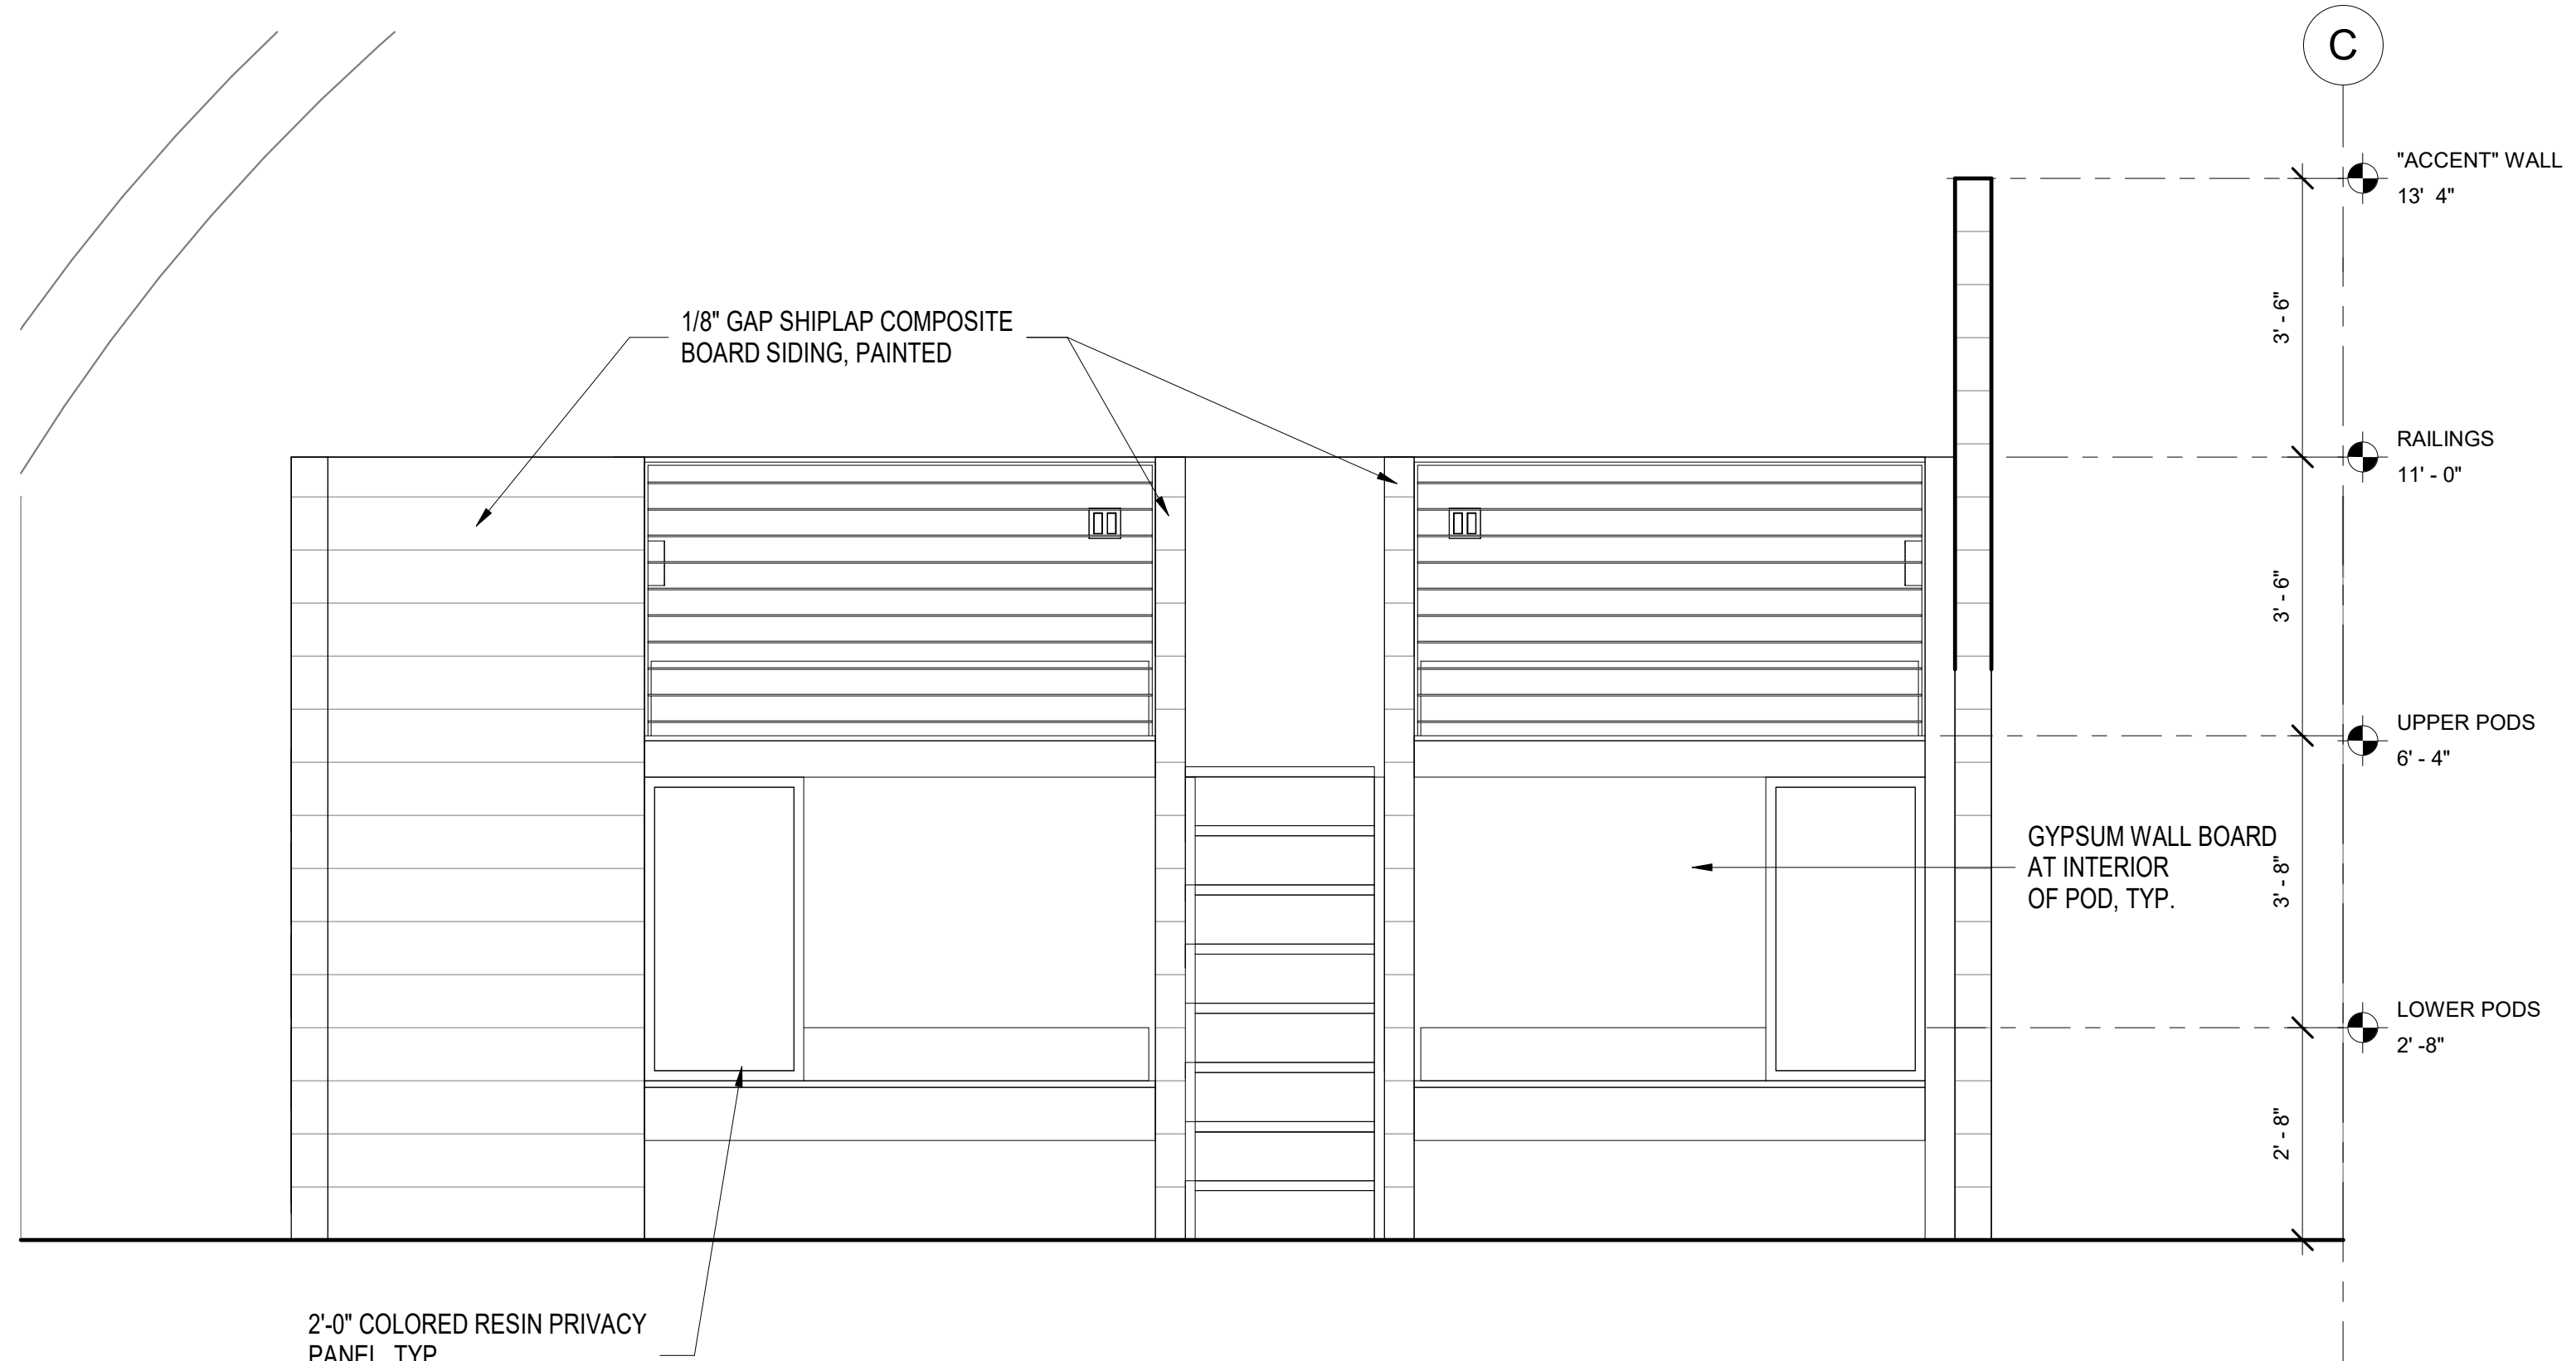 C
"ACCENT" WALL
13' 4"
3' - 6"
1/8" GAP SHIPLAP COMPOSITE
BOARD SIDING, PAINTED
RAILINGS
11' - 0"
3' - 6"
UPPER PODS
6' - 4"
GYPSUM WALL BOARD
AT INTERIOR
OF POD, TYP.
3' - 8"
LOWER PODS
2' -8"
2' - 8"
2'-0" COLORED RESIN PRIVACY
PANEL, TYP